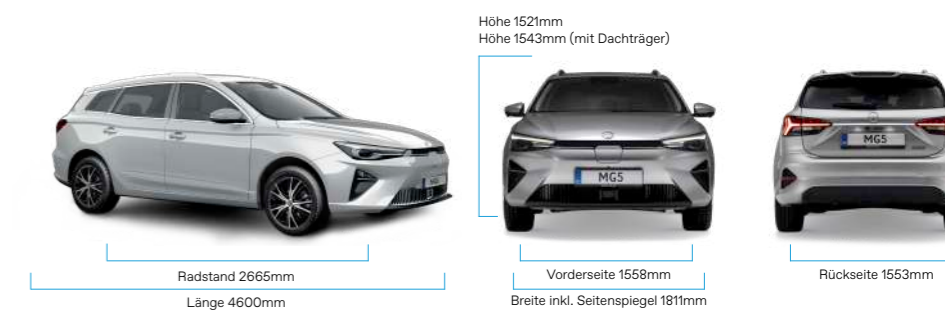 Höhe 1521mm
Höhe 1543mm (mit Dachträger)
MG5
MG5
Radstand 2665mm
Länge 4600mm
Vorderseite 1558mm
Breite inkl. Seitenspiegel 1811mm
Rückseite 1553mm